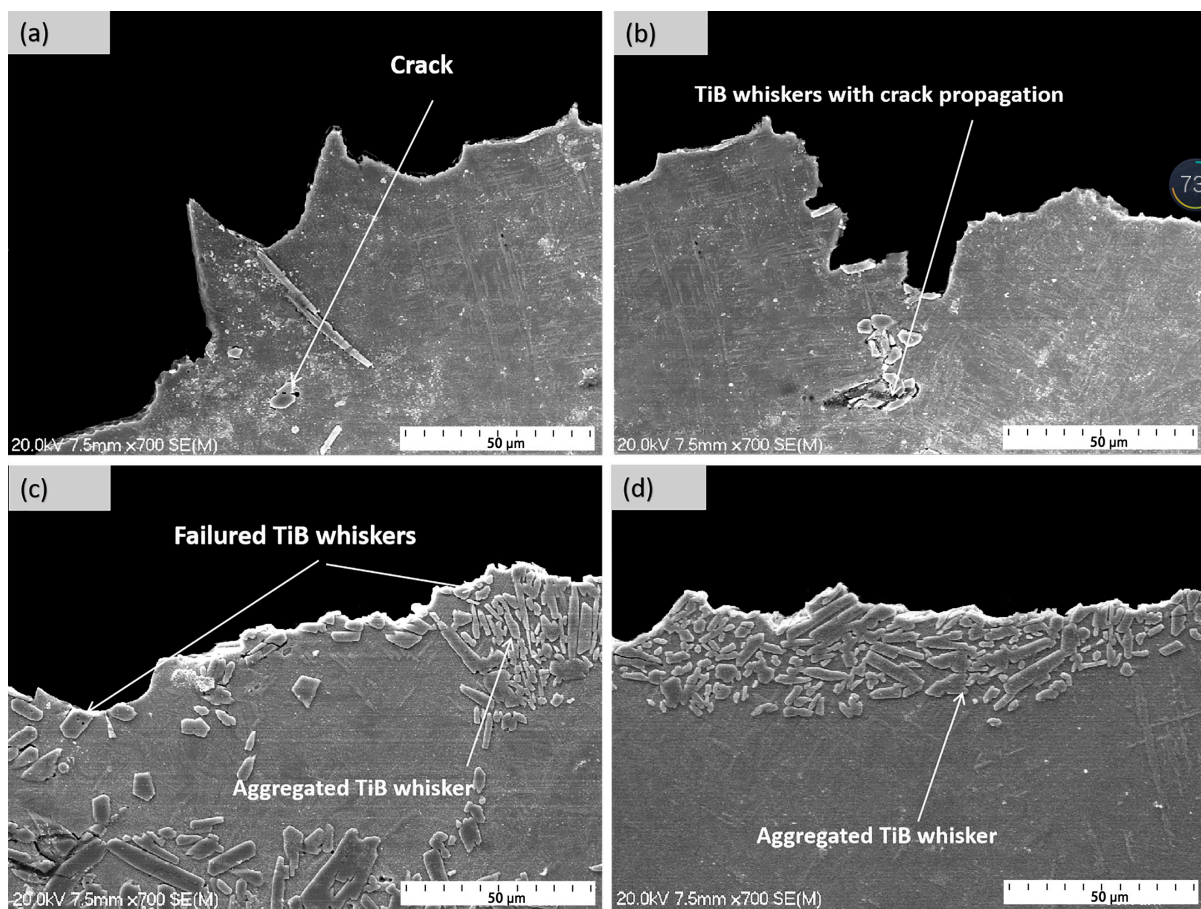 (a)
Crack
20.0kV 7.5mm x700 SE(M)
50 µm
(b)
TiB whiskers with crack propagation
73
20.0kV 7.5mm x700 SE(M)
50 µm
(c)
Failured TiB whiskers
Aggregated TiB whisker
20.0kV 7.5mm x700 SE(M)
50 µm
(d)
Aggregated TiB whisker
20.0kV 7.5mm x700 SE(M)
50 µm